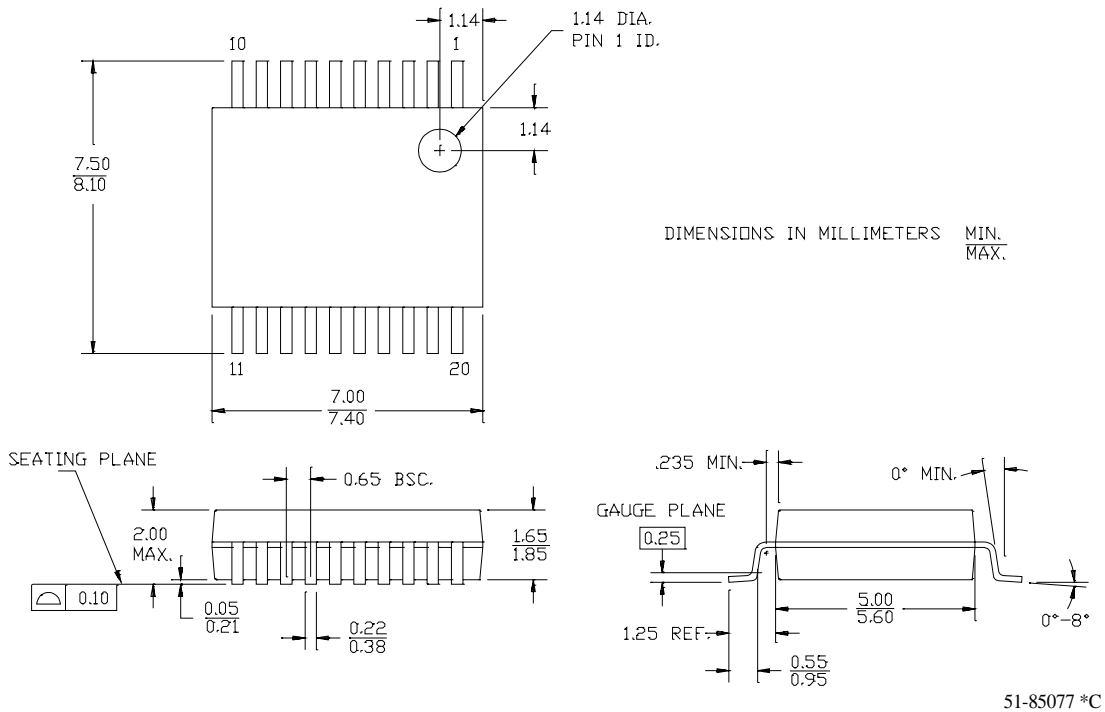 1.14
1.14 DIA.
PIN 1 ID.
10
1
1.14
7.50
8.10
DIMENSIONS IN MILLIMETERS MIN.
MAX.
11
20
7.00
7.40
SEATING PLANE
0.65 BSC.
.235 MIN.
0° MIN.
GAUGE PLANE
0.25
2.00
MAX.
1.65
1.85
0.10
0.05
0.21
0.22
0.38
5.00
5.60
0°-8°
1.25 REF.
0.55
0.95
51-85077 *C